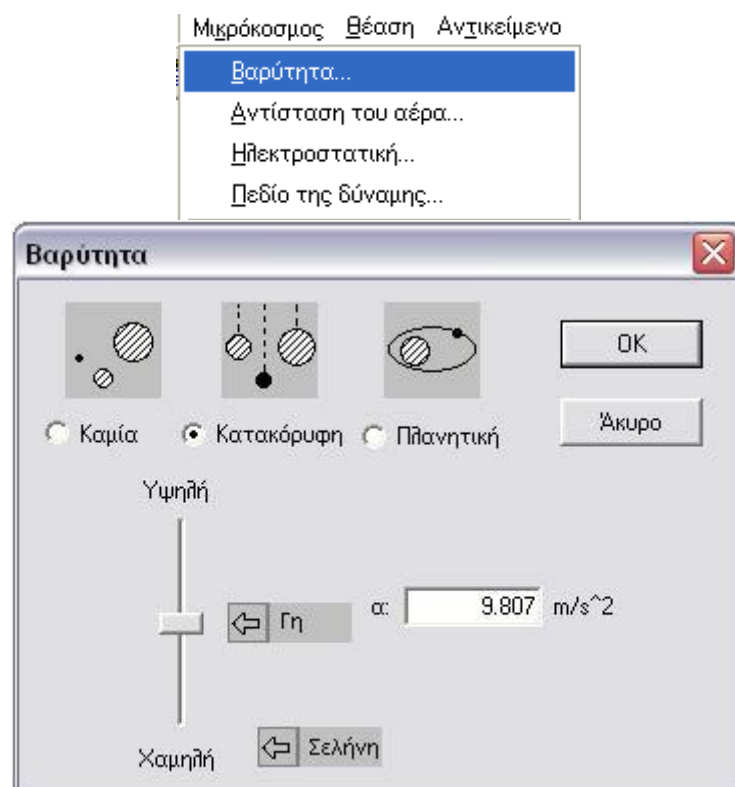 Μικρόκοσμος Θέαση Αντικείμενο
Βαρύτητα...
Αντίσταση του αέρα...
Ηλεκτροστατική...
Πεδίο της δύναμης...
Βαρύτητα
OK
Καμία Κατακόρυφη Πλανητική
Άκυρο
Υψηλή
Γη α: 9.807 m/s^2
Χαμηλή Σελήνη